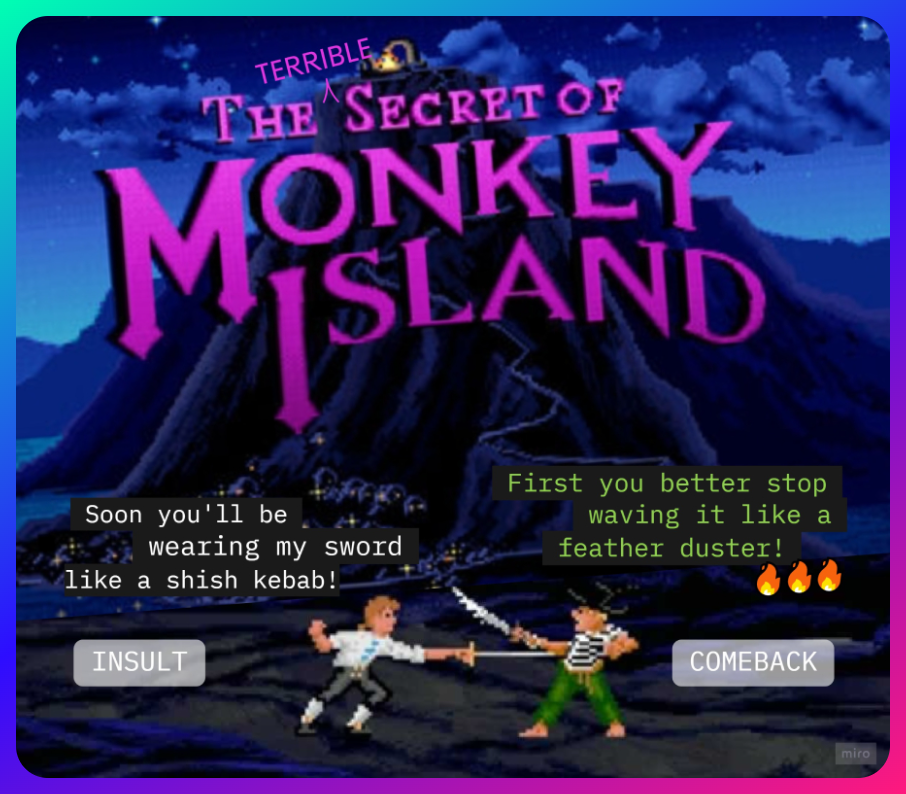 TERRIBLE
THE SECRET OF
MONKEY
ISLAND
Soon you'll be
wearing my sword
like a shish kebab!
First you better stop
waving it like a
feather duster!
🔥🔥🔥
INSULT
COMEBACK
miro